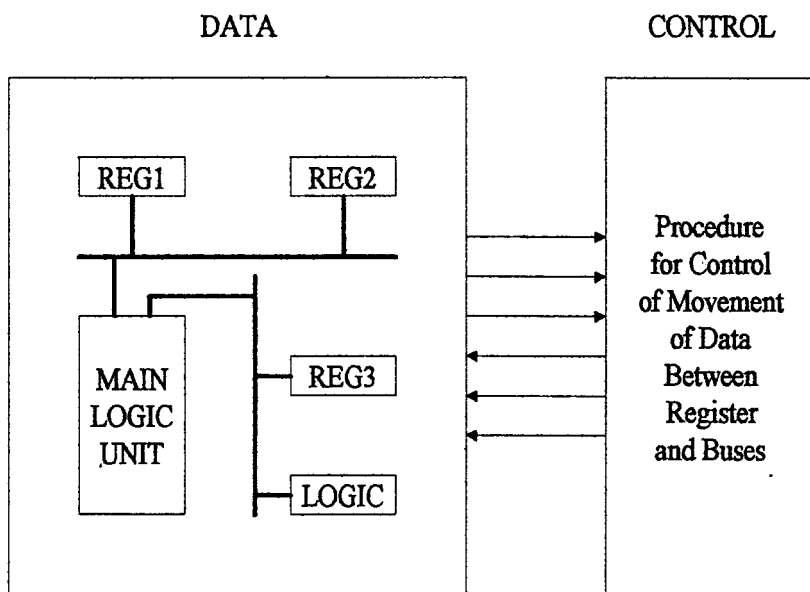 DATA
CONTROL
REG1
REG2
MAIN
LOGIC
UNIT
REG3
LOGIC
Procedure
for Control
of Movement
of Data
Between
Register
and Buses